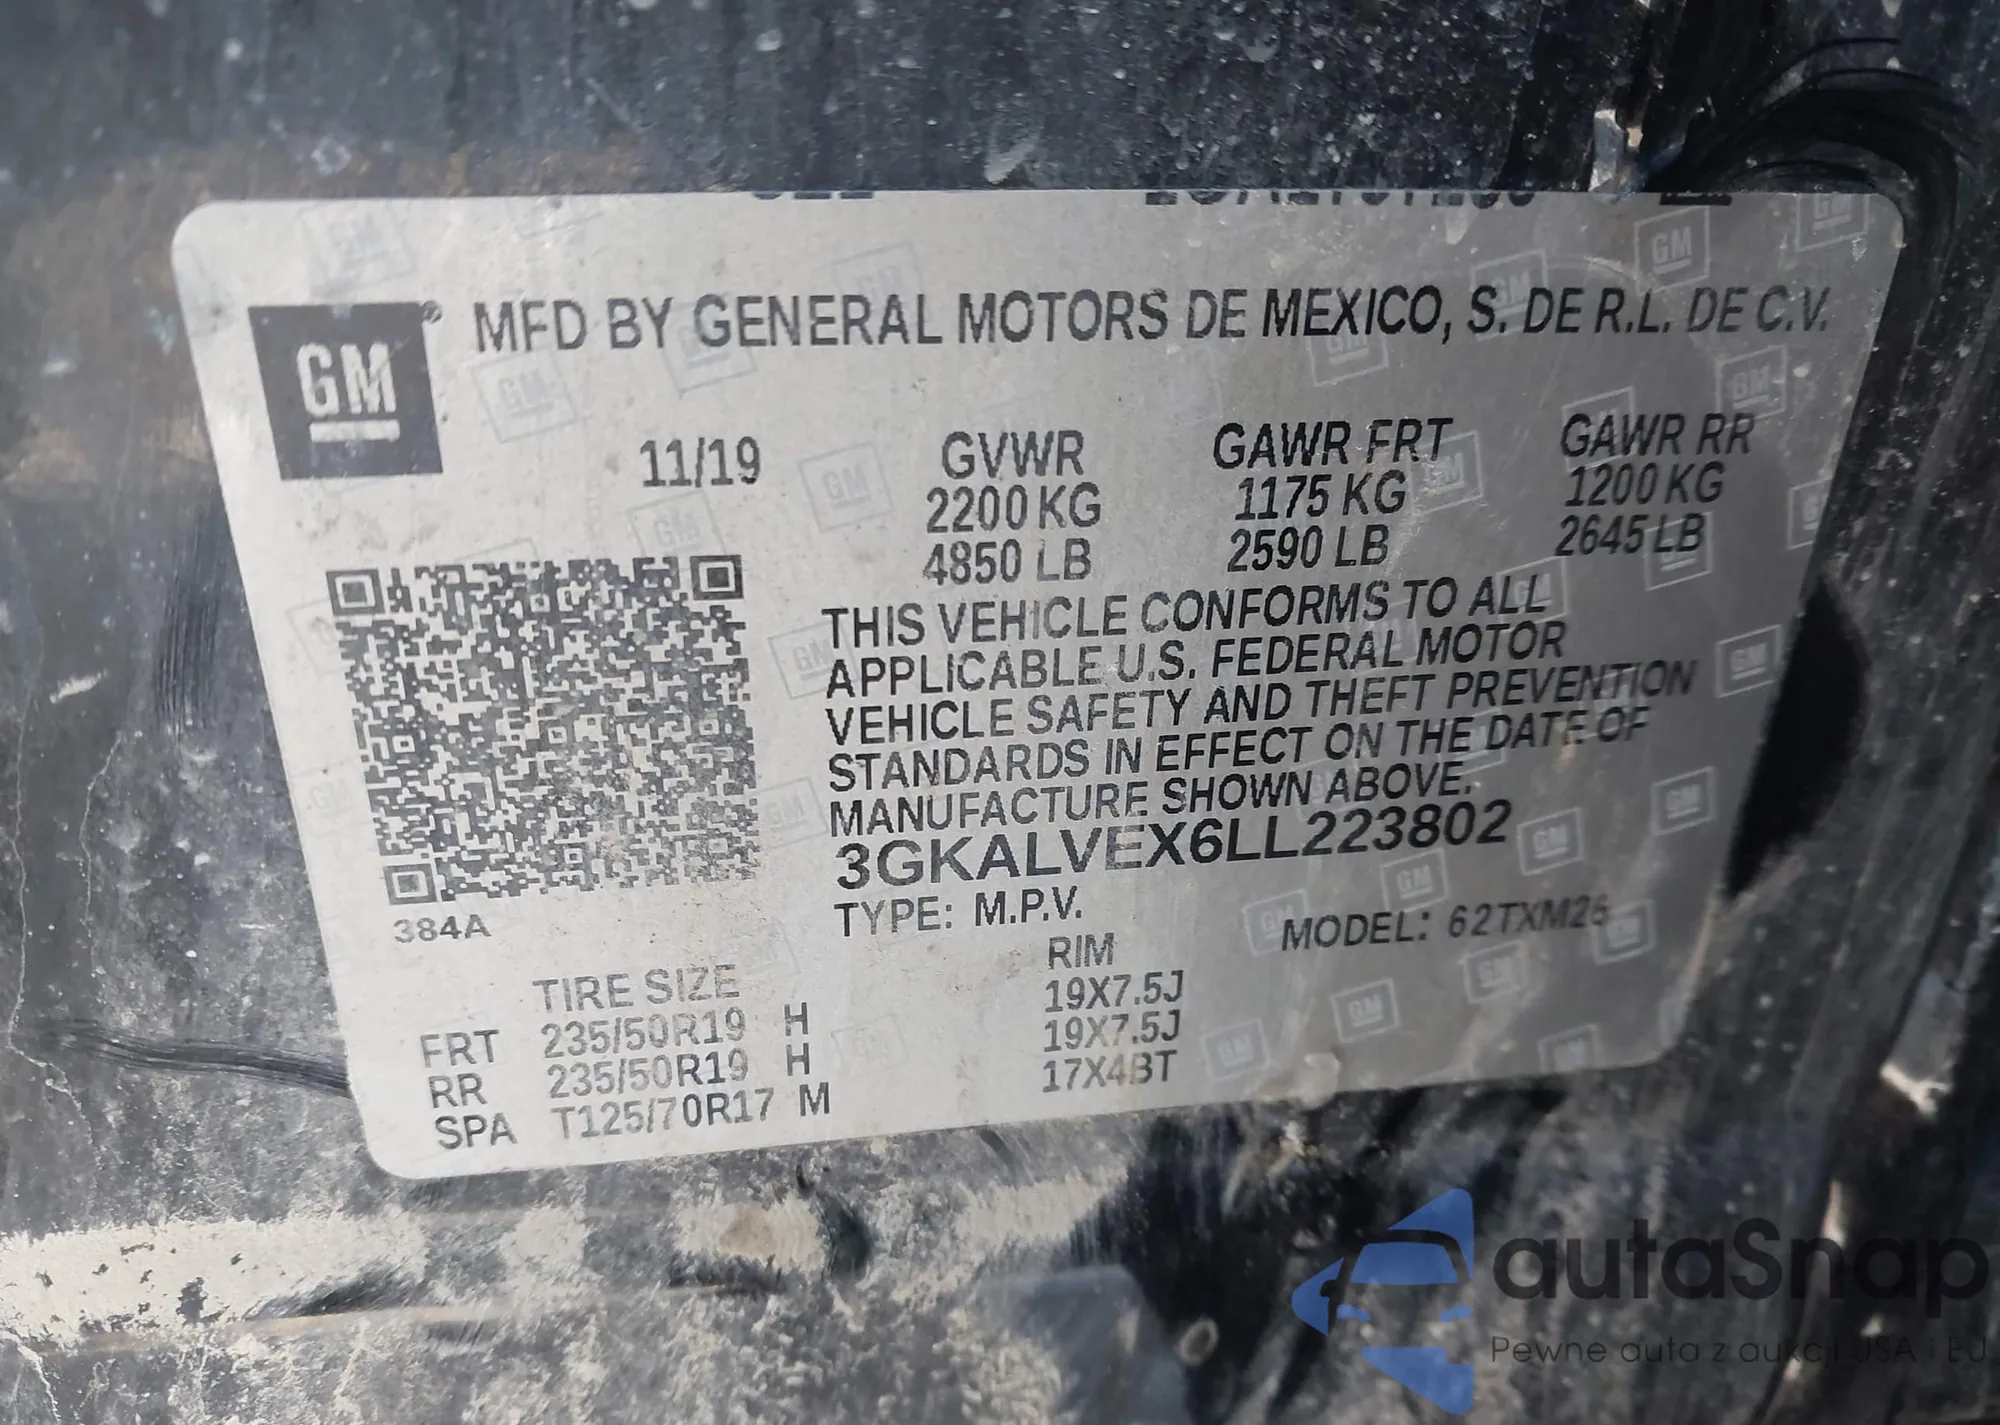 GM
® MFD BY GENERAL MOTORS DE MEXICO, S. DE R.L. DE C.V.
11/19
GVWR GAWR FRT GAWR RR
2200 KG 1175 KG 1200 KG
4850 LB 2590 LB 2645 LB
THIS VEHICLE CONFORMS TO ALL
APPLICABLE U.S. FEDERAL MOTOR
VEHICLE SAFETY AND THEFT PREVENTION
STANDARDS IN EFFECT ON THE DATE OF
MANUFACTURE SHOWN ABOVE.
3GKALVEX6LL223802
TYPE: M.P.V. MODEL: 62TXM26
384A
TIRE SIZE RIM
FRT 235/50R19 H 19X7.5J
RR 235/50R19 H 19X7.5J
SPA T125/70R17 M 17X4BT
autaSnap
Pewne auta z aukcji USA i EU